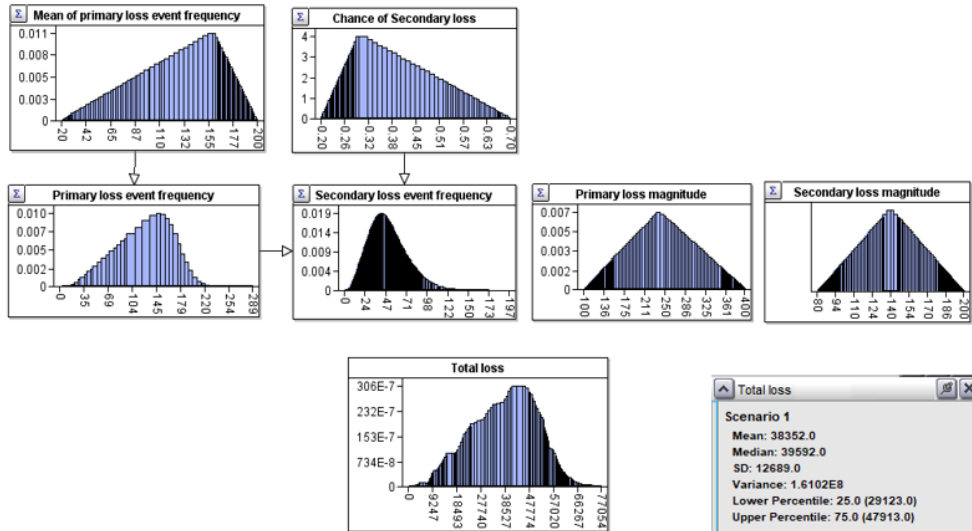 Σ Mean of primary loss event frequency
0.011
0.008
0.005
0.003
0
20 42 65 87 110 132 155 177 200
Σ Chance of Secondary loss
4
3
2
1
0
0.20 0.26 0.32 0.38 0.45 0.51 0.57 0.63 0.70
Σ Primary loss event frequency
0.010
0.007
0.005
0.002
0
0 35 69 104 145 179 220 254 289
Σ Secondary loss event frequency
0.019
0.014
0.009
0.004
0
0 24 47 71 98 122 150 173 197
Σ Primary loss magnitude
0.007
0.005
0.003
0.002
0
100 136 175 211 250 286 325 361 400
Σ Secondary loss magnitude
80 94 110 124 140 154 170 186 200
Total loss
306E-7
232E-7
153E-7
734E-8
0
0 9247 18493 27740 38527 47774 57020 66267 77054
Total loss
Scenario 1
Mean: 38352.0
Median: 39592.0
SD: 12689.0
Variance: 1.6102E8
Lower Percentile: 25.0 (29123.0)
Upper Percentile: 75.0 (47913.0)